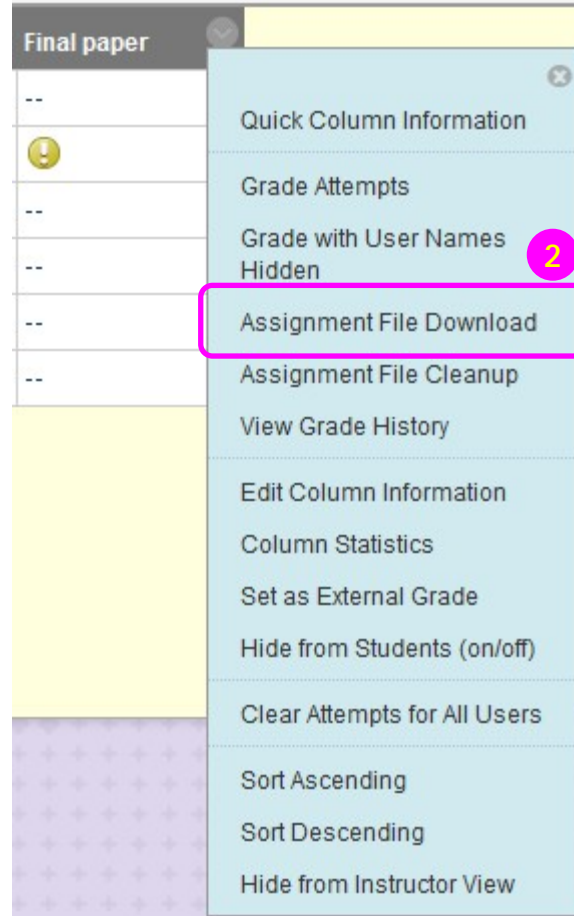 Final paper
--
--
--
--
--
Quick Column Information
Grade Attempts
Grade with User Names
Hidden
2
Assignment File Download
Assignment File Cleanup
View Grade History
Edit Column Information
Column Statistics
Set as External Grade
Hide from Students (on/off)
Clear Attempts for All Users
Sort Ascending
Sort Descending
Hide from Instructor View